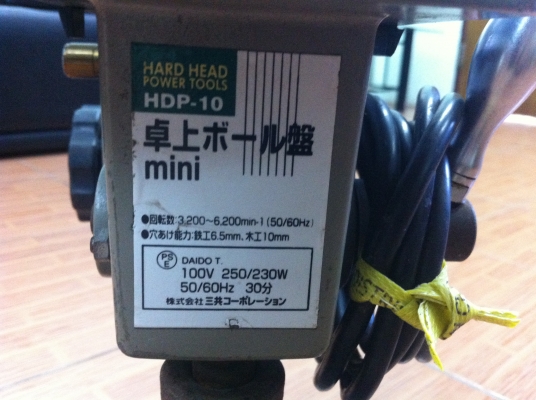 HARD HEAD
POWER TOOLS
HDP-10
卓上ボール盤
mini
●回転数:3,200～6,200min-1(50/60Hz)
●穴あけ能力:鉄工6.5mm、木工10mm
PS
E
DAIDO T.
100V 250/230W
50/60Hz 30分
株式会社 三共コーポレーション